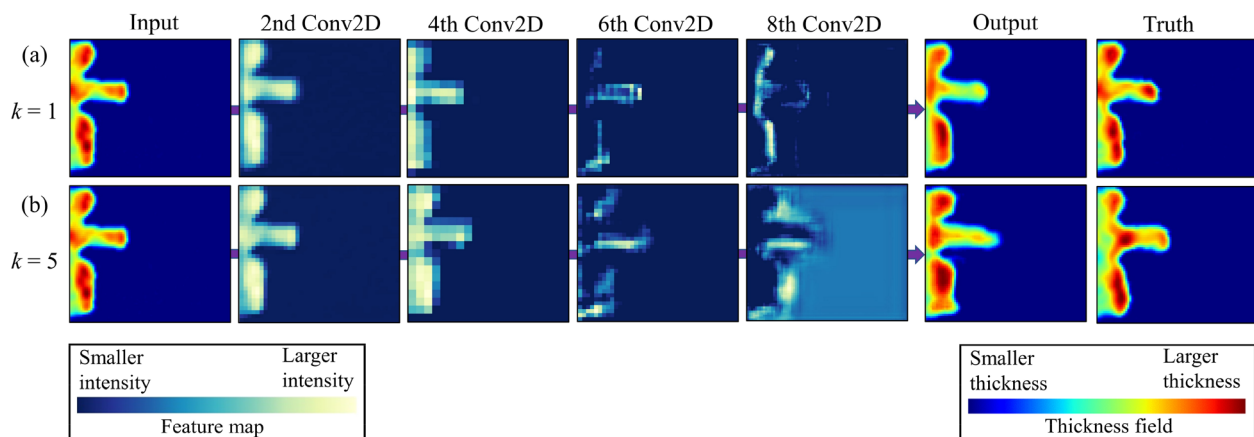 Input 2nd Conv2D 4th Conv2D 6th Conv2D 8th Conv2D Output Truth
(a)
k = 1
(b)
k = 5
Smaller intensity
Larger intensity
Feature map
Smaller thickness
Larger thickness
Thickness field